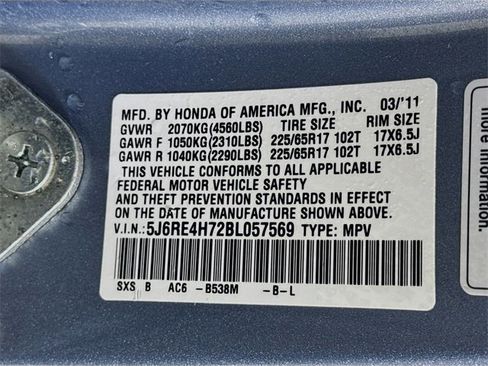 MFD. BY HONDA OF AMERICA MFG., INC. 03/'11
GVWR 2070KG(4560LBS) TIRE SIZE RIM SIZE
GAWR F 1050KG(2310LBS) 225/65R17 102T 17X6.5J
GAWR R 1040KG(2290LBS) 225/65R17 102T 17X6.5J
THIS VEHICLE CONFORMS TO ALL APPLICABLE
FEDERAL MOTOR VEHICLE SAFETY
AND THEFT PREVENTION STANDARDS IN EFFECT
ON THE DATE OF MANUFACTURE SHOWN ABOVE.
V.I.N.: 5J6RE4H72BL057569 TYPE: MPV
SXS B AC6 -B538M -B-L